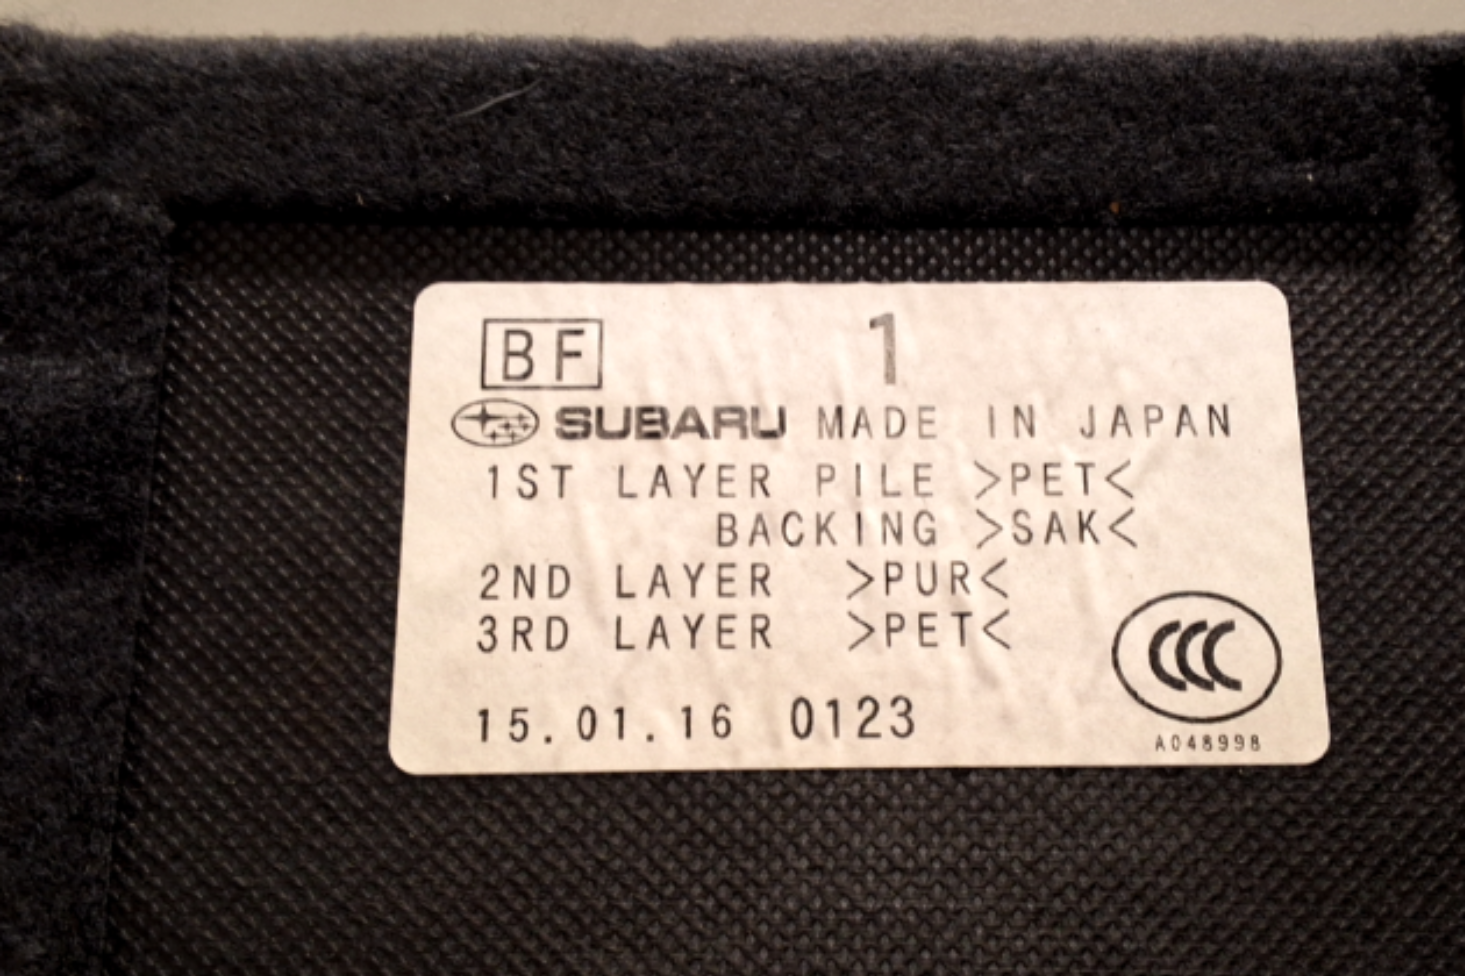 BF 1
SUBARU MADE IN JAPAN
1ST LAYER PILE >PET<
BACKING >SAK<
2ND LAYER >PUR<
3RD LAYER >PET<
CCC
15.01.16 0123
A048998